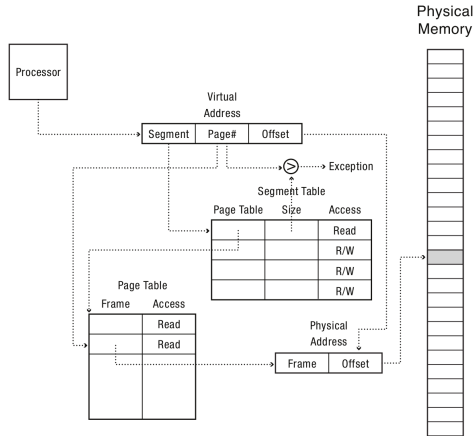 Physical
Memory
Processor
Virtual
Address
Segment Page# Offset
> Exception
Segment Table
Page Table Size Access
Read
R/W
R/W
R/W
Page Table
Frame Access
Read
Read
Physical
Address
Frame Offset